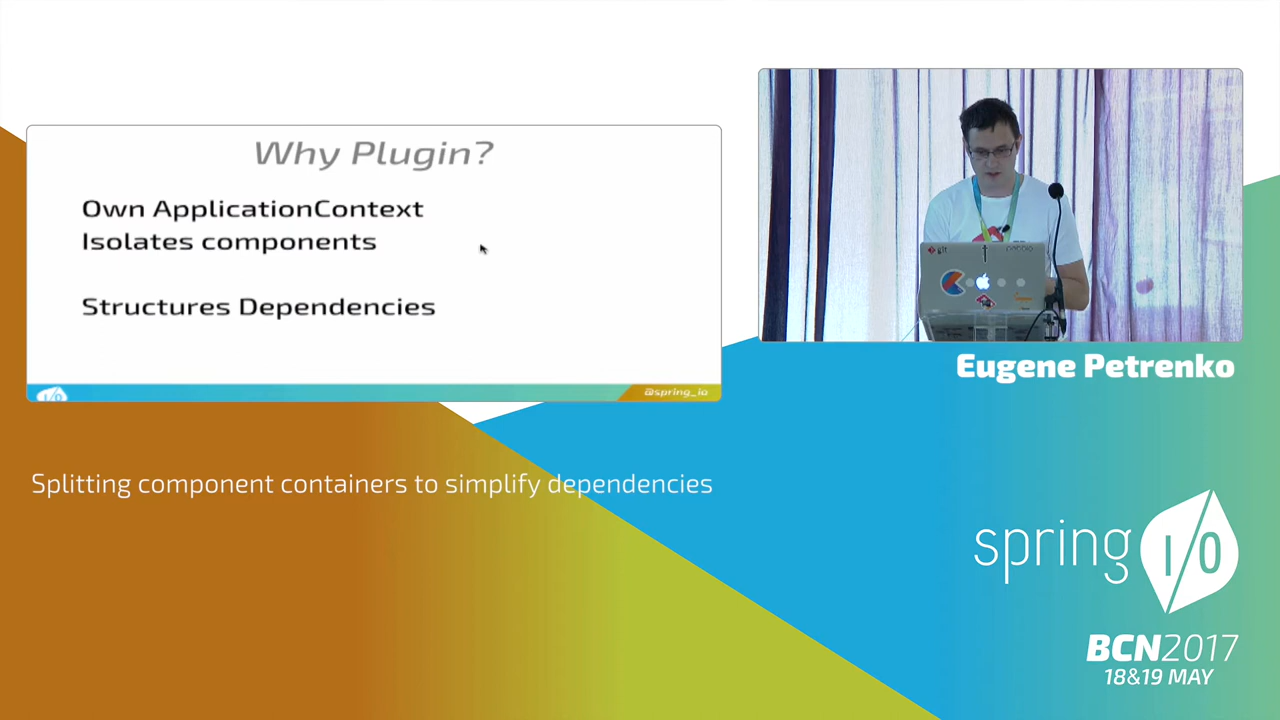 Why Plugin?
Own ApplicationContext
Isolates components
Structures Dependencies
I/O
@spring_io
git
Eugene Petrenko
Splitting component containers to simplify dependencies
spring I/O
BCN2017
18&19 MAY